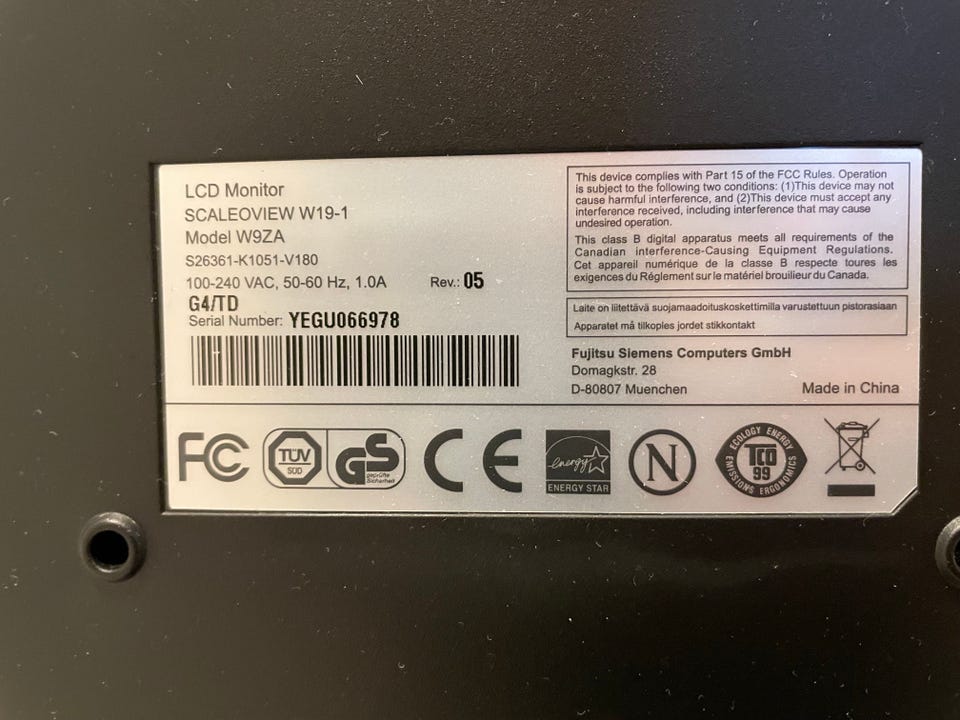 LCD Monitor
SCALEOVIEW W19-1
Model W9ZA
S26361-K1051-V180
100-240 VAC, 50-60 Hz, 1.0A Rev.: 05
G4/TD
Serial Number: YEGU066978
This device complies with Part 15 of the FCC Rules. Operation
is subject to the following two conditions: (1)This device may not
cause harmful interference, and (2)This device must accept any
interference received, including interference that may cause
undesired operation.
This class B digital apparatus meets all requirements of the
Canadian interference-Causing Equipment Regulations.
Cet appareil numérique de la classe B respecte toutes les
exigences du Réglement sur le matériel brouilieur du Canada.
Laite on liitettävä suojamaadoituskoskettimilla varustettuun pistorasiaan
Apparatet må tilkoples jordet stikkontakt
Fujitsu Siemens Computers GmbH
Domagkstr. 28
D-80807 Muenchen Made in China
FC
TÜV
SÜD
GS
geprüfte
Sicherheit
CE
energy
ENERGY STAR
N
ECOLOGY ENERGY
TCO
99
EMISSIONS ERGONOMICS